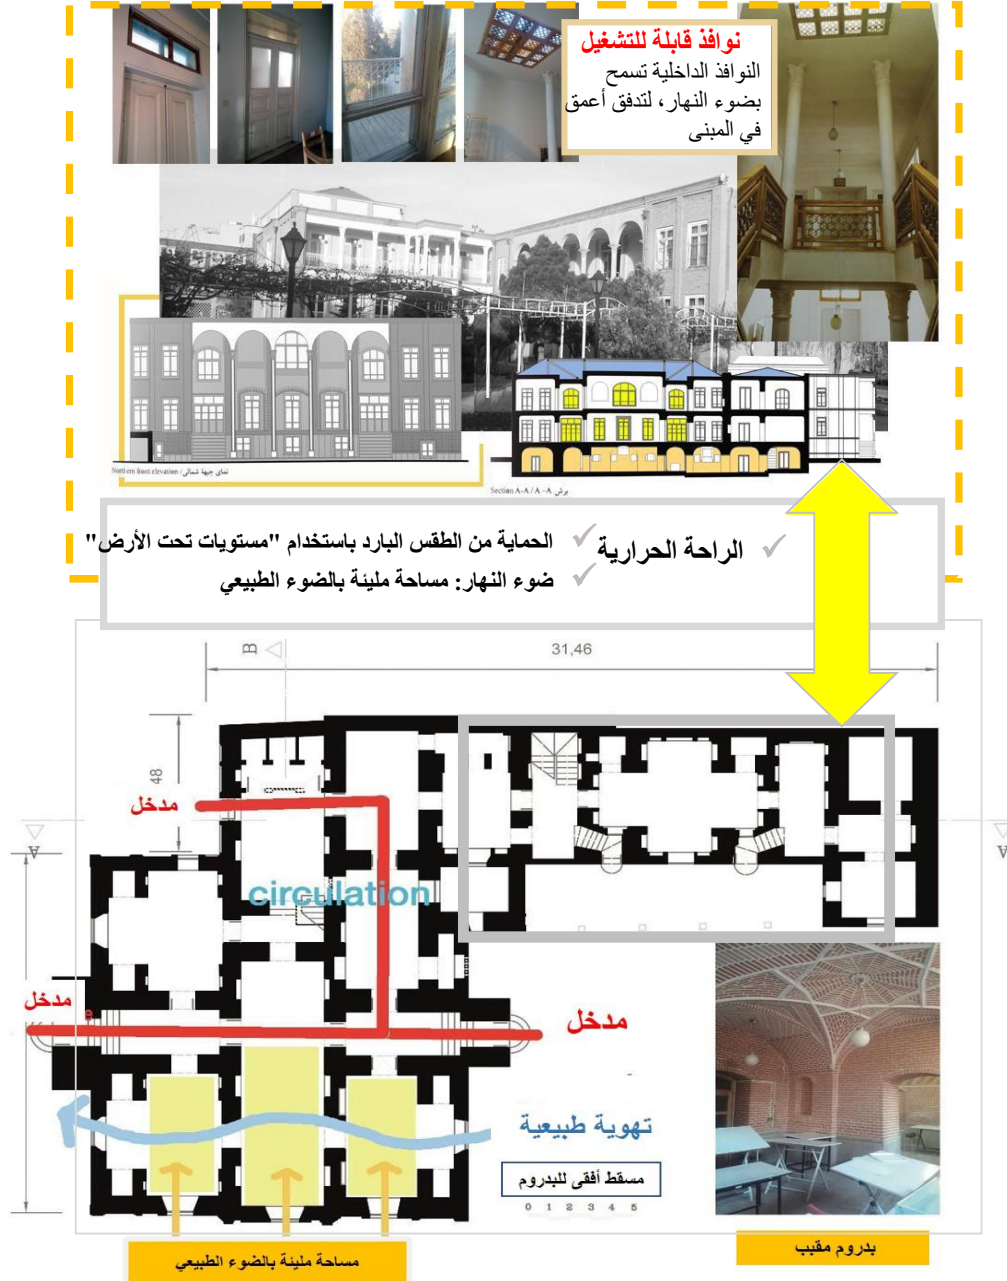 نوافذ قابلة للتشغيل
النوافذ الداخلية تسمح
بضوء النهار، لتدفق أعمق
في المبنى
Northern front elevation / نمای جبهة شمالی
Section A-A / A-A برش
الراحة الحرارية
الحماية من الطقس البارد باستخدام "مستويات تحت الأرض"
ضوء النهار: مساحة مليئة بالضوء الطبيعي
B
31,46
48
مدخل
A
A
circulation
مدخل
e
مدخل
تهوية طبيعية
مسقط أفقى للبدروم
0 1 2 3 4 5
بدروم مقبب
مساحة مليئة بالضوء الطبيعي